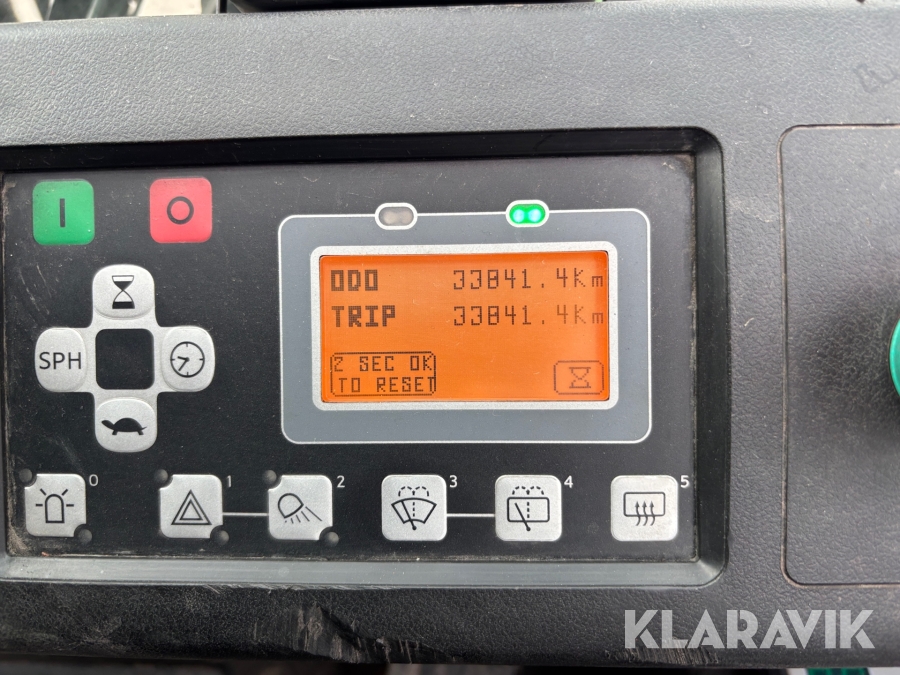 I
O
ODO 33841.4Km
TRIP 33841.4Km
2 SEC OK
TO RESET
SPH
0
1
2
3
4
5
KLARAVIK